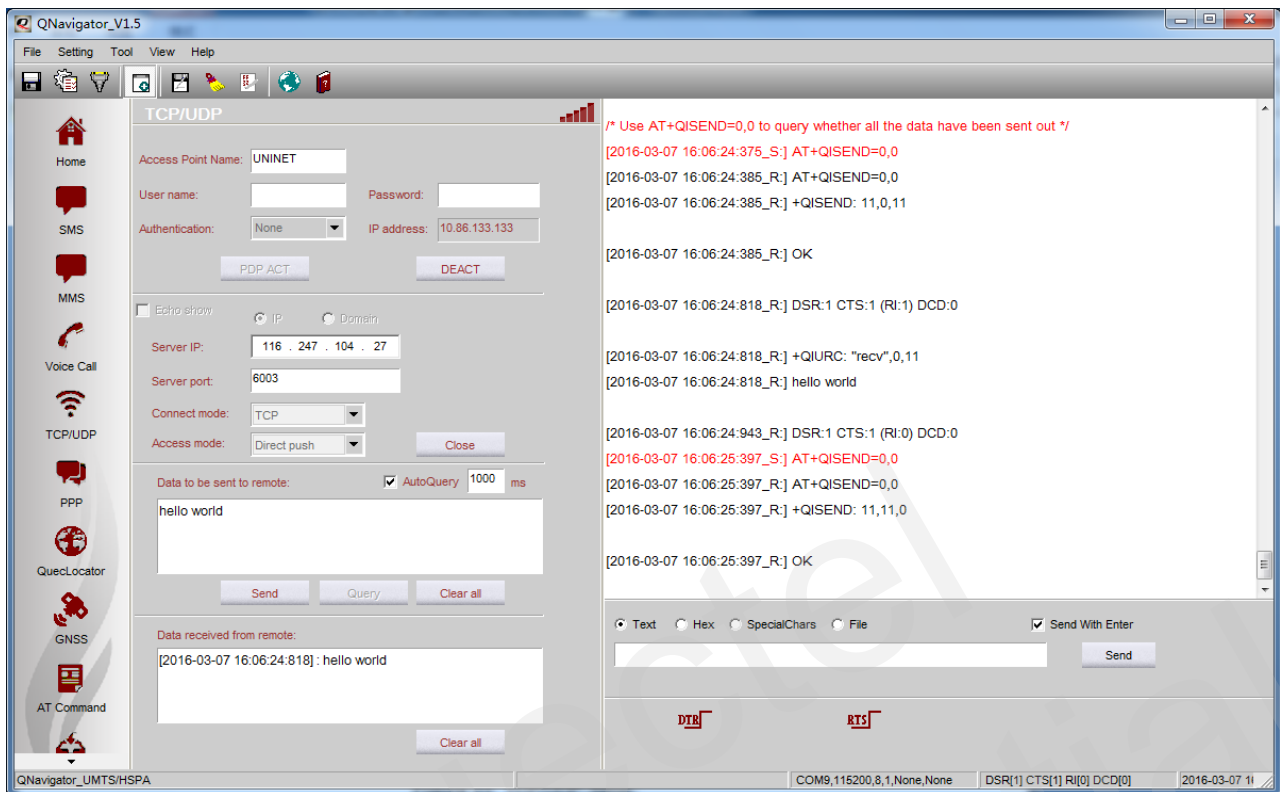 QNavigator_V1.5
File Setting Tool View Help
TCP/UDP
Home
SMS
MMS
Voice Call
TCP/UDP
PPP
QuecLocator
GNSS
AT Command
Access Point Name: UNINET
User name: Password:
Authentication: None IP address: 10.86.133.133
PDP ACT DEACT
Echo show IP Domain
Server IP: 116 . 247 . 104 . 27
Server port: 6003
Connect mode: TCP
Access mode: Direct push Close
Data to be sent to remote: AutoQuery 1000 ms
hello world
Send Query Clear all
Data received from remote:
[2016-03-07 16:06:24:818] : hello world
Clear all
/* Use AT+QISEND=0,0 to query whether all the data have been sent out */
[2016-03-07 16:06:24:375_S:] AT+QISEND=0,0
[2016-03-07 16:06:24:385_R:] AT+QISEND=0,0
[2016-03-07 16:06:24:385_R:] +QISEND: 11,0,11
[2016-03-07 16:06:24:385_R:] OK
[2016-03-07 16:06:24:818_R:] DSR:1 CTS:1 (RI:1) DCD:0
[2016-03-07 16:06:24:818_R:] +QIURC: "recv",0,11
[2016-03-07 16:06:24:818_R:] hello world
[2016-03-07 16:06:24:943_R:] DSR:1 CTS:1 (RI:0) DCD:0
[2016-03-07 16:06:25:397_S:] AT+QISEND=0,0
[2016-03-07 16:06:25:397_R:] AT+QISEND=0,0
[2016-03-07 16:06:25:397_R:] +QISEND: 11,11,0
[2016-03-07 16:06:25:397_R:] OK
Text Hex SpecialChars File Send With Enter
Send
DTR RTS
QNavigator_UMTS/HSPA COM9,115200,8,1,None,None DSR[1] CTS[1] RI[0] DCD[0] 2016-03-07